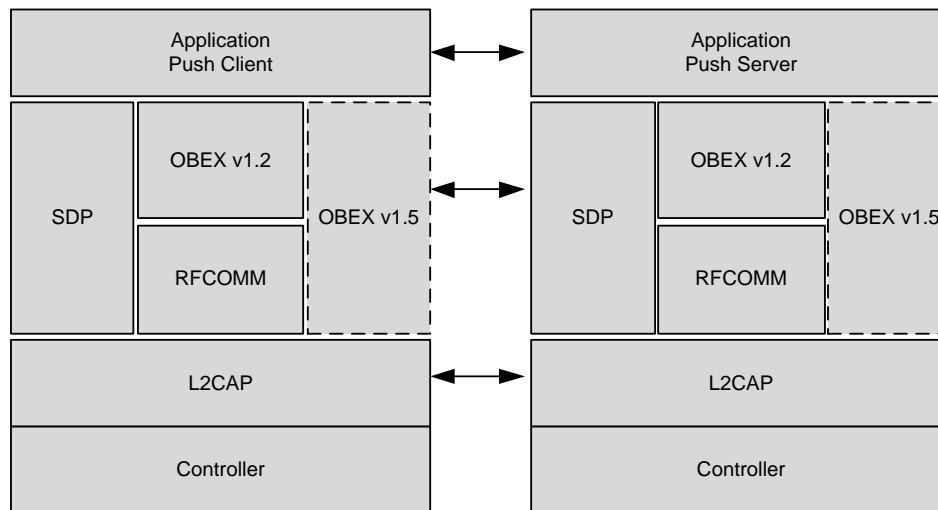 Application
Push Client
Application
Push Server
SDP
OBEX v1.2
RFCOMM
OBEX v1.5
SDP
OBEX v1.2
RFCOMM
OBEX v1.5
L2CAP
L2CAP
Controller
Controller